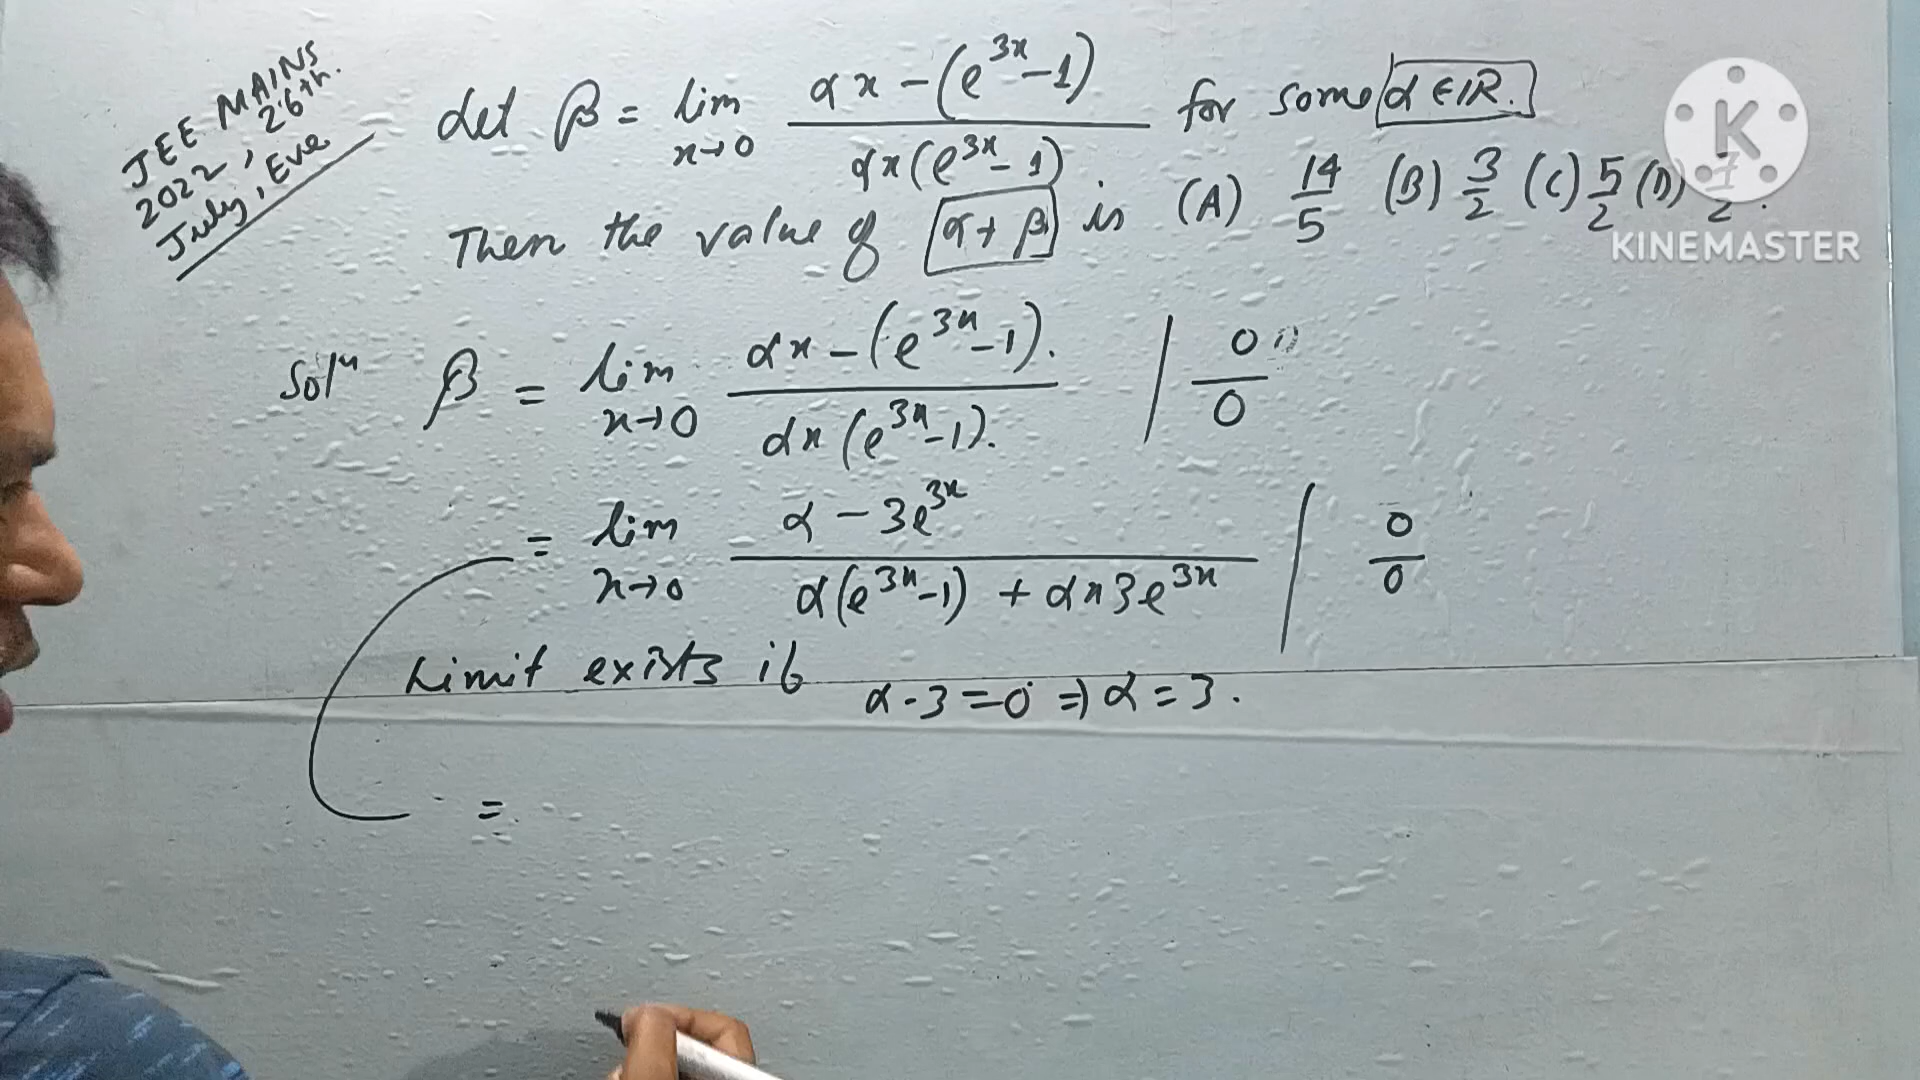 JEE MAINS
2022, 26th.
July, Eve
Let β = lim x→0 αx - (e^3x - 1) / αx(e^3x - 1) for some α ∈ IR.
Then the value of α + β is (A) 14/5 (B) 3/2 (C) 5/2 (D) 7/2.
K
KINEMASTER
Solⁿ β = lim x→0 αx - (e^3x - 1). / αx(e^3x - 1). | 0/0
= lim x→0 α - 3e^3x / α(e^3x - 1) + αx3e^3x | 0/0
Limit exists if α - 3 = 0 ⇒ α = 3.
=